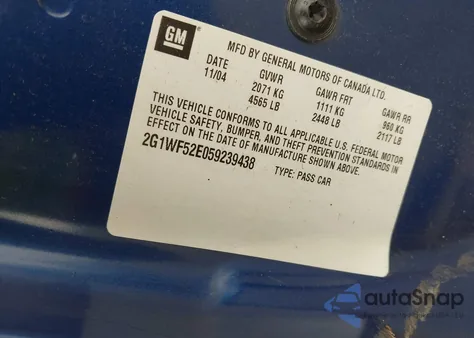 GM
MFD BY GENERAL MOTORS OF CANADA LTD.
DATE GVWR GAWR FRT GAWR RR
11/04 2071 KG 1111 KG 960 KG
4565 LB 2448 LB 2117 LB
THIS VEHICLE CONFORMS TO ALL APPLICABLE U.S. FEDERAL MOTOR
VEHICLE SAFETY, BUMPER, AND THEFT PREVENTION STANDARDS IN
EFFECT ON THE DATE OF MANUFACTURE SHOWN ABOVE.
2G1WF52E059239438
TYPE: PASS CAR
autoSnap